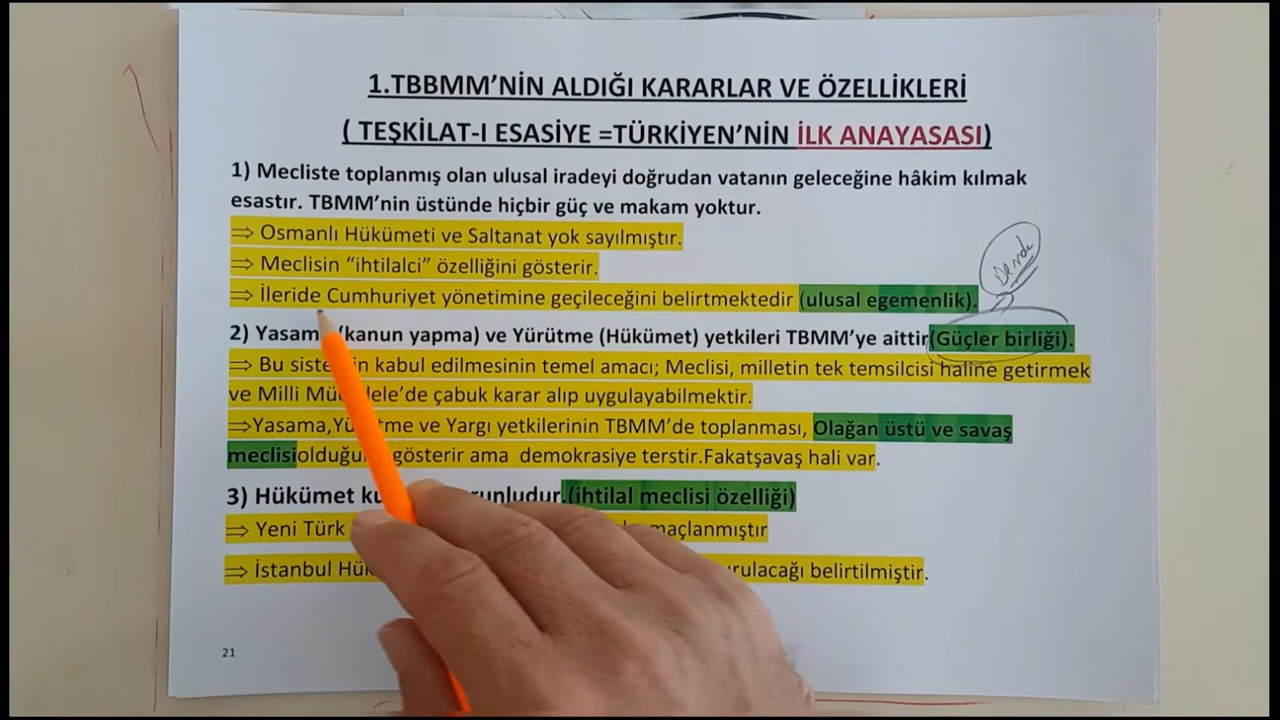 1.TBBMM’NİN ALDIĞI KARARLAR VE ÖZELLİKLERİ
( TEŞKİLAT-I ESASİYE =TÜRKİYEN’NİN İLK ANAYASASI)
1) Mecliste toplanmış olan ulusal iradeyi doğrudan vatanın geleceğine hâkim kılmak
esastır. TBMM’nin üstünde hiçbir güç ve makam yoktur.
⇒ Osmanlı Hükümeti ve Saltanat yok sayılmıştır.
⇒ Meclisin “ihtilalci” özelliğini gösterir.
⇒ İleride Cumhuriyet yönetimine geçileceğini belirtmektedir (ulusal egemenlik).
2) Yasam (kanun yapma) ve Yürütme (Hükümet) yetkileri TBMM’ye aittir(Güçler birliği).
⇒ Bu siste in kabul edilmesinin temel amacı; Meclisi, milletin tek temsilcisi haline getirmek
ve Milli Mü dele’de çabuk karar alıp uygulayabilmektir.
⇒Yasama,Yü tme ve Yargı yetkilerinin TBMM’de toplanması, Olağan üstü ve savaş
meclisiolduğu gösterir ama demokrasiye terstir.Fakatşavaş hali var.
3) Hükümet ku runludur.(ihtilal meclisi özelliği)
⇒ Yeni Türk maçlanmıştır
⇒ İstanbul Hük rulacağı belirtilmiştir.
21